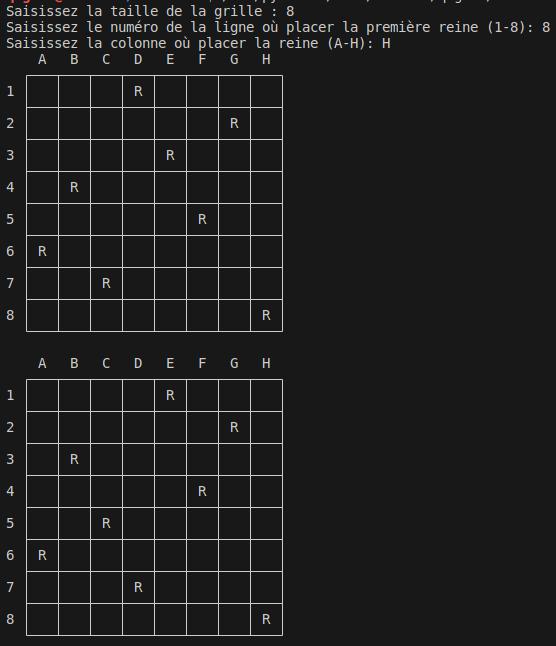 Saisissez la taille de la grille : 8
Saisissez le numéro de la ligne où placer la première reine (1-8): 8
Saisissez la colonne où placer la reine (A-H): H
A B C D E F G H
1 R
2 R
3 R
4 R
5 R
6 R
7 R
8 R
A B C D E F G H
1 R
2 R
3 R
4 R
5 R
6 R
7 R
8 R